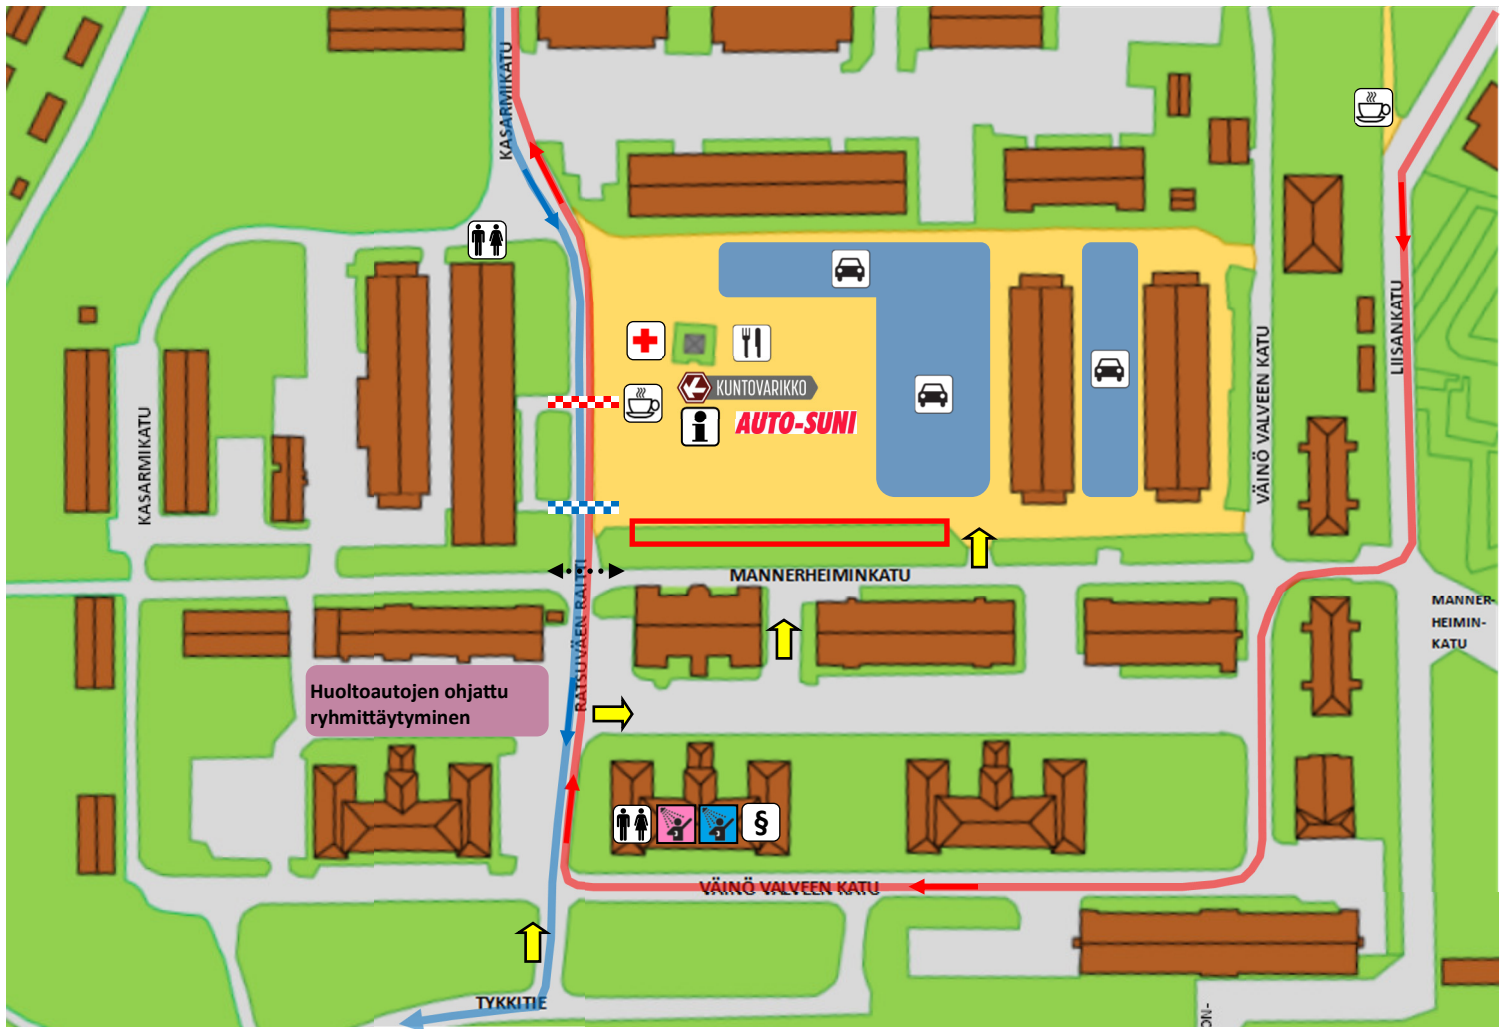 KASARMIKATU
KUNTOVARIKKO
i
AUTO-SUNI
KASARMIKATU
VÄINÖ VALVEEN KATU
LIISANKATU
MANNERHEIMINKATU
MANNER-
HEIMIN-
KATU
RATSUVÄEN RAITTI
Huoltoautojen ohjattu
ryhmittäytyminen
§
VÄINÖ VALVEEN KATU
TYKKITIE
ON-